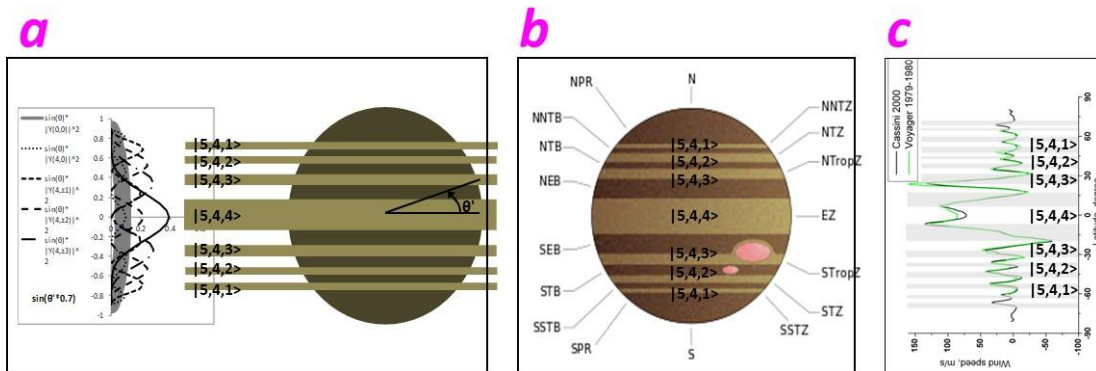 a
sin(θ)*
|Y(0,0)|^2
sin(θ)*
|Y(4,0)|^2
sin(θ)*
|Y(4,±1)|^
2
sin(θ)*
|Y(4,±2)|^
2
sin(θ)*
|Y(4,±3)|^
2
sin(θ'*0.7)
1
0.8
0.6
0.4
0.2
0
-0.2
-0.4
-0.6
-0.8
-1
0.4
|5,4,1>
|5,4,2>
|5,4,3>
|5,4,4>
|5,4,3>
|5,4,2>
|5,4,1>
θ'
b
N
NPR
NNTB
NTB
NEB
SEB
STB
SSTB
SPR
S
NNTZ
NTZ
NTropZ
EZ
STropZ
STZ
SSTZ
|5,4,1>
|5,4,2>
|5,4,3>
|5,4,4>
|5,4,3>
|5,4,2>
|5,4,1>
c
Cassini 2000
Voyager 1979-1980
|5,4,1>
|5,4,2>
|5,4,3>
|5,4,4>
|5,4,3>
|5,4,2>
|5,4,1>
90
60
30
0
-30
-60
-90
150
100
50
0
-50
-100
Wind speed, m/s